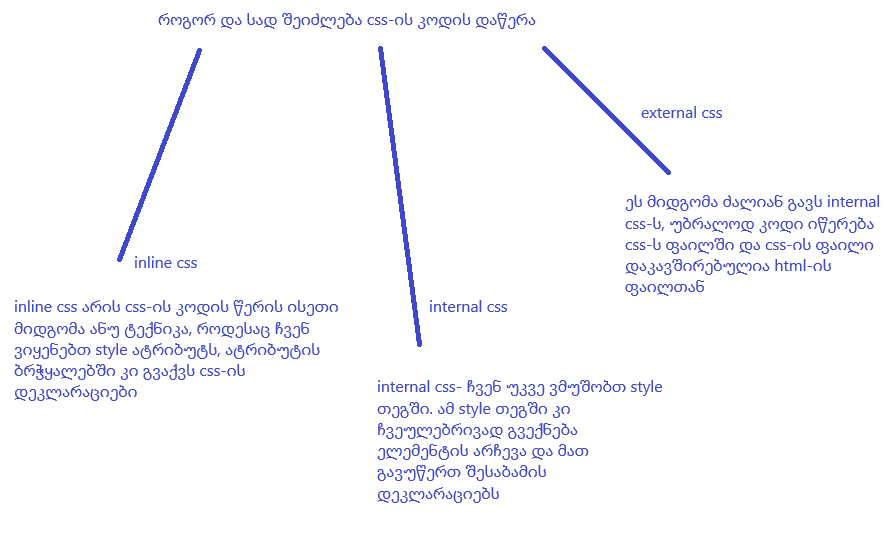 როგორ და სად შეიძლება css-ის კოდის დაწერა
inline css
inline css არის css-ის კოდის წერის ისეთი
მიდგომა ანუ ტექნიკა, როდესაც ჩვენ
ვიყენებთ style ატრიბუტს, ატრიბუტის
ბრჭყალებში კი გვაქვს css-ის
დეკლარაციები
internal css
internal css- ჩვენ უკვე ვმუშობთ style
თეგში. ამ style თეგში კი
ჩვეულებრივად გვექნება
ელემენტის არჩევა და მათ
გავუწერთ შესაბამის
დეკლარაციებს
external css
ეს მიდგომა ძალიან გავს internal
css-ს, უბრალოდ კოდი იწერება
css-ს ფაილში და css-ის ფაილი
დაკავშირებულია html-ის
ფაილთან